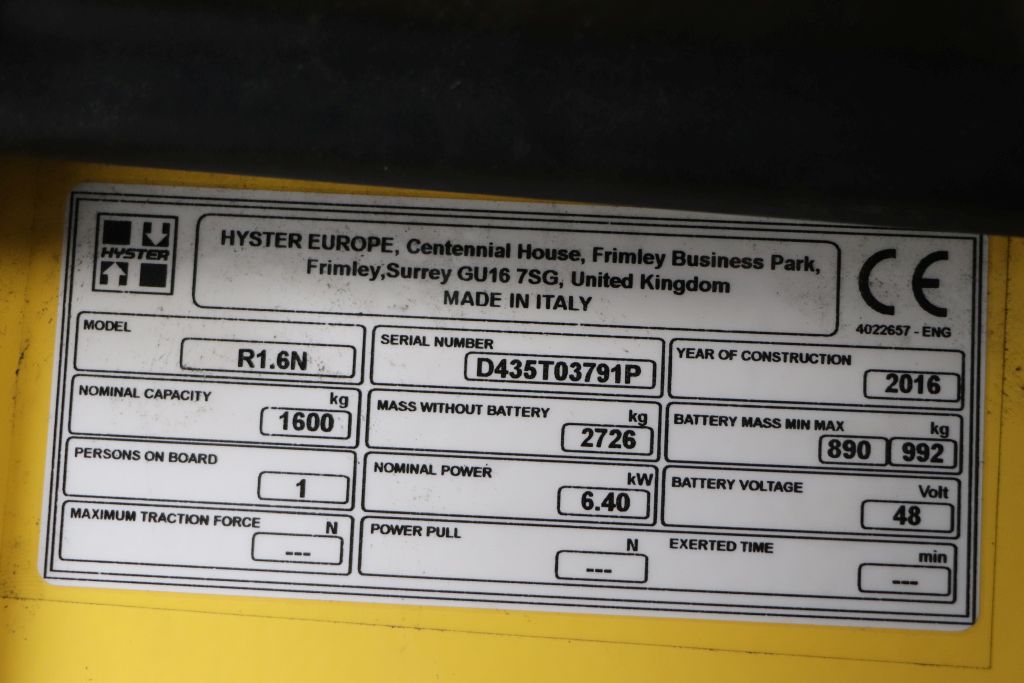 HYSTER
HYSTER EUROPE, Centennial House, Frimley Business Park,
Frimley,Surrey GU16 7SG, United Kingdom
MADE IN ITALY
CE
4022657 - ENG
MODEL
R1.6N
SERIAL NUMBER
D435T03791P
YEAR OF CONSTRUCTION
2016
NOMINAL CAPACITY kg
1600
MASS WITHOUT BATTERY kg
2726
BATTERY MASS MIN MAX kg
890 992
PERSONS ON BOARD
1
NOMINAL POWER kW
6.40
BATTERY VOLTAGE Volt
48
MAXIMUM TRACTION FORCE N
---
POWER PULL N
---
EXERTED TIME min
---